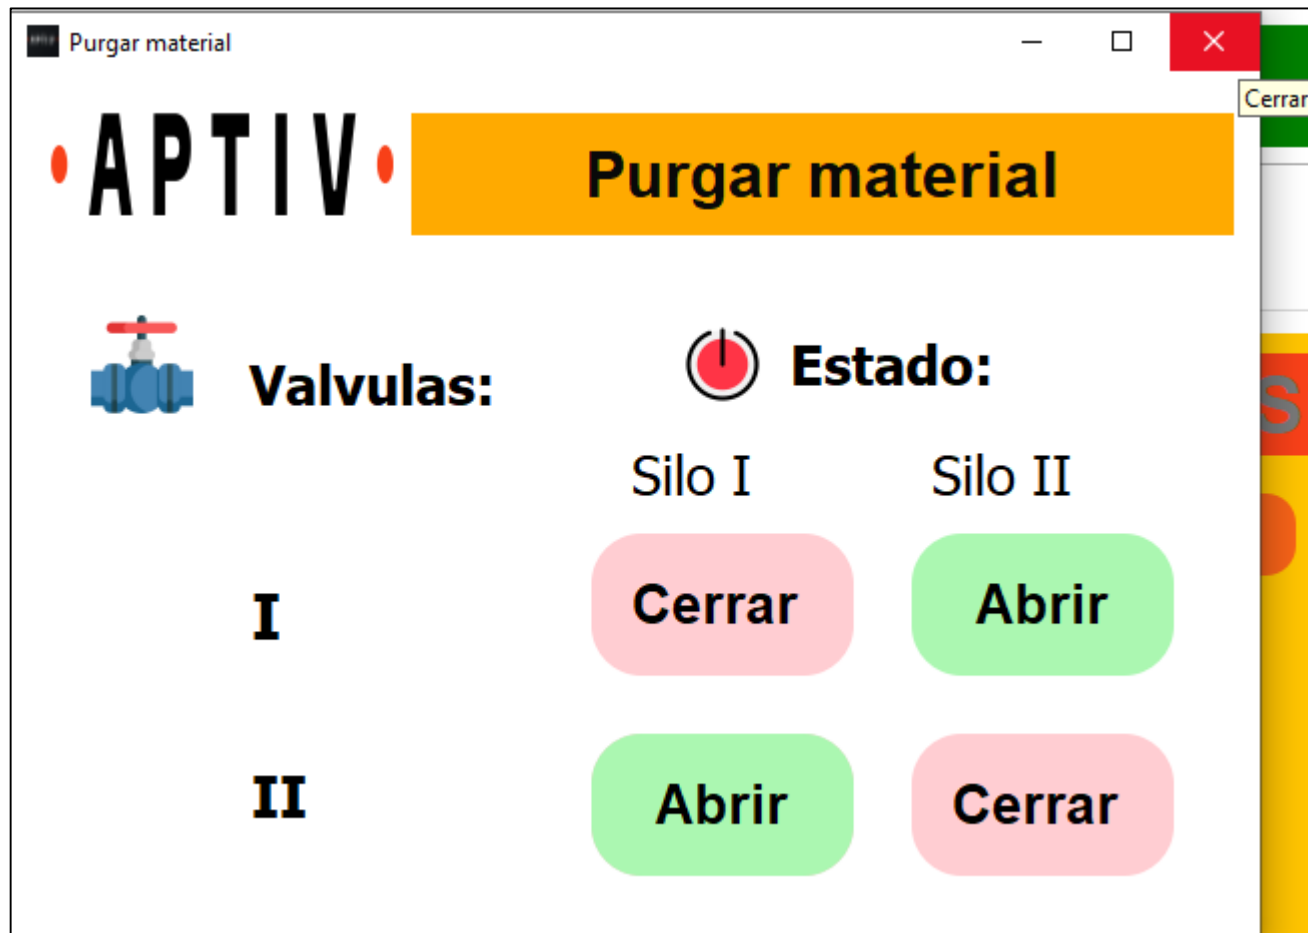 Purgar material
Cerrar
APTIV
Purgar material
Valvulas:
Estado:
Silo I Silo II
I Cerrar Abrir
II Abrir Cerrar
S